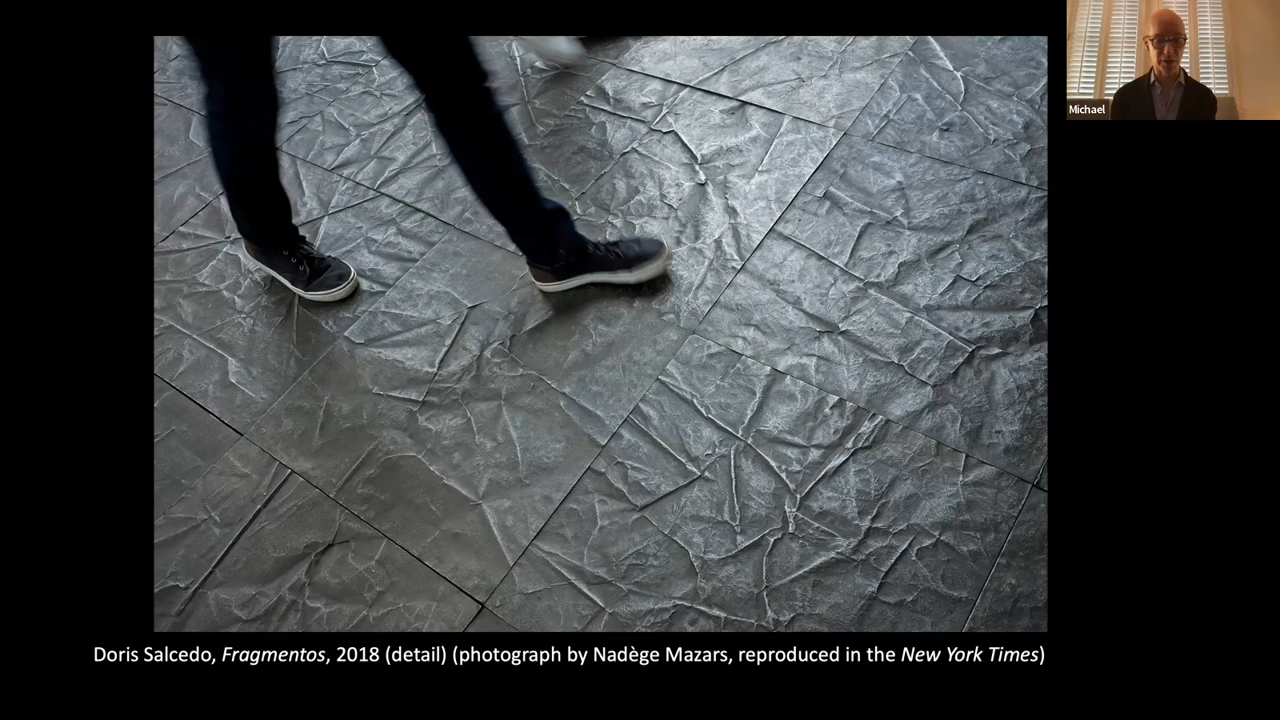 Michael
Doris Salcedo, Fragmentos, 2018 (detail) (photograph by Nadège Mazars, reproduced in the New York Times)